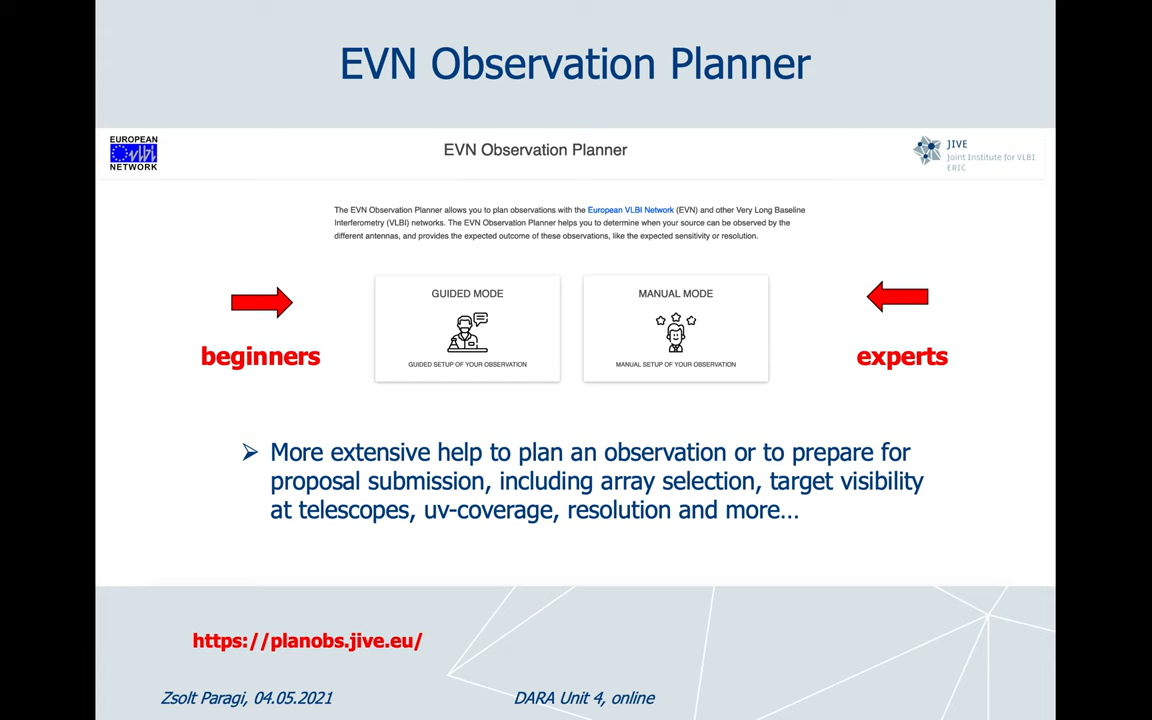 EVN Observation Planner
EUROPEAN
vlbi
NETWORK
EVN Observation Planner
JIVE
Joint Institute for VLBI
ERIC
The EVN Observation Planner allows you to plan observations with the European VLBI Network (EVN) and other Very Long Baseline
Interferometry (VLBI) networks. The EVN Observation Planner helps you to determine when your source can be observed by the
different antennas, and provides the expected outcome of these observations, like the expected sensitivity or resolution.
GUIDED MODE
GUIDED SETUP OF YOUR OBSERVATION
MANUAL MODE
MANUAL SETUP OF YOUR OBSERVATION
beginners
experts
➢ More extensive help to plan an observation or to prepare for
proposal submission, including array selection, target visibility
at telescopes, uv-coverage, resolution and more…
https://planobs.jive.eu/
Zsolt Paragi, 04.05.2021
DARA Unit 4, online